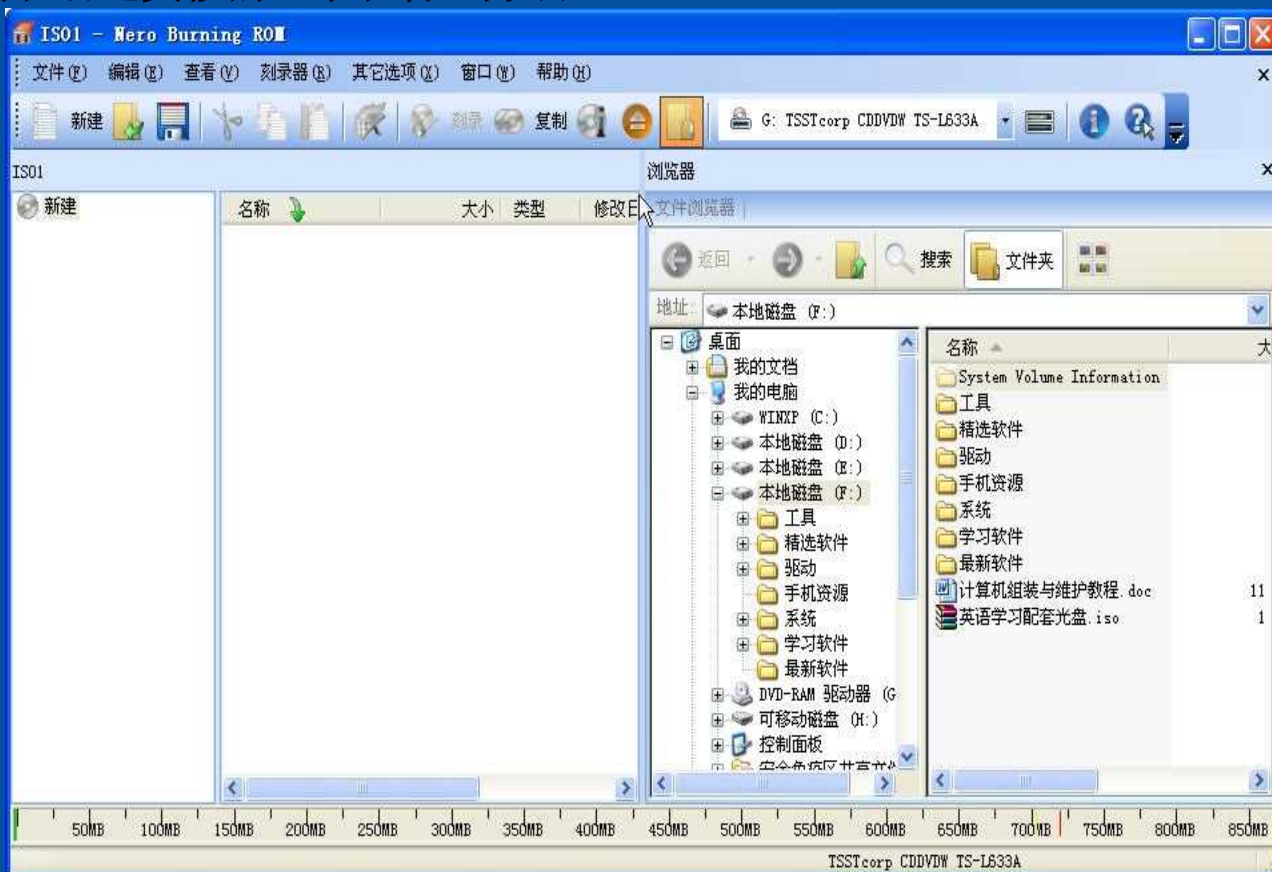 ISO1 - Nero Burning ROM
文件(F) 编辑(E) 查看(V) 刻录器(R) 其它选项(X) 窗口(W) 帮助(H)
新建 刻录 复制 G: TSSTcorp CDDVDW TS-L633A
ISO1
浏览器
新建
名称 大小 类型 修改日
文件浏览器
返回 搜索 文件夹
地址: 本地磁盘 (F:)
桌面
我的文档
我的电脑
WINXP (C:)
本地磁盘 (D:)
本地磁盘 (E:)
本地磁盘 (F:)
工具
精选软件
驱动
手机资源
系统
学习软件
最新软件
DVD-RAM 驱动器 (G
可移动磁盘 (H:)
控制面板
名称 大
System Volume Information
工具
精选软件
驱动
手机资源
系统
学习软件
最新软件
计算机组装与维护教程.doc 11
英语学习配套光盘.iso 1
50MB 100MB 150MB 200MB 250MB 300MB 350MB 400MB 450MB 500MB 550MB 600MB 650MB 700MB 750MB 800MB 850MB
TSSTcorp CDDVDW TS-L633A